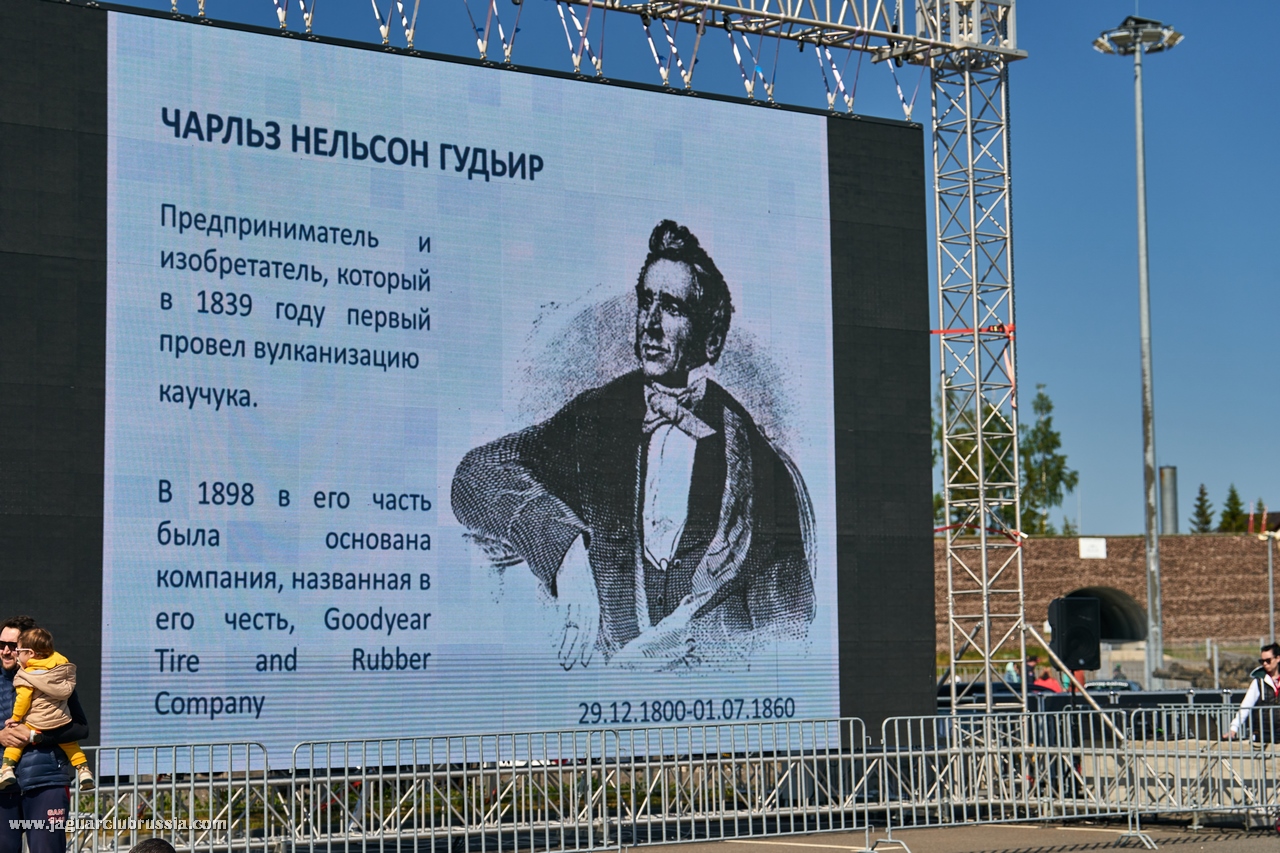 ЧАРЛЬЗ НЕЛЬСОН ГУДЬИР
Предприниматель и
изобретатель, который
в 1839 году первый
провел вулканизацию
каучука.
В 1898 в его часть
была основана
компания, названная в
его честь, Goodyear
Tire and Rubber
Company
29.12.1800-01.07.1860
www.jaguarclubrussia.com